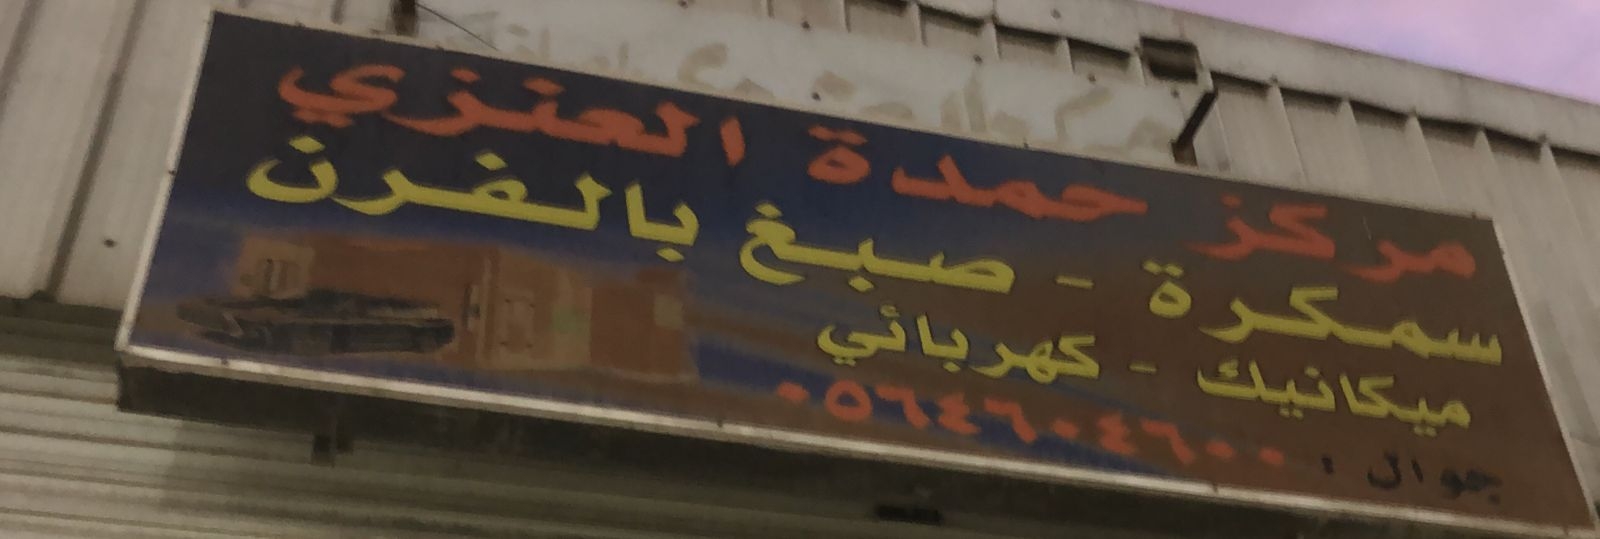 مركز حمدة العنزي
سمكرة - صبغ بالفرن
ميكانيك - كهربائي
جوال : ٠٥٦٤٦٠٤٦٠٠